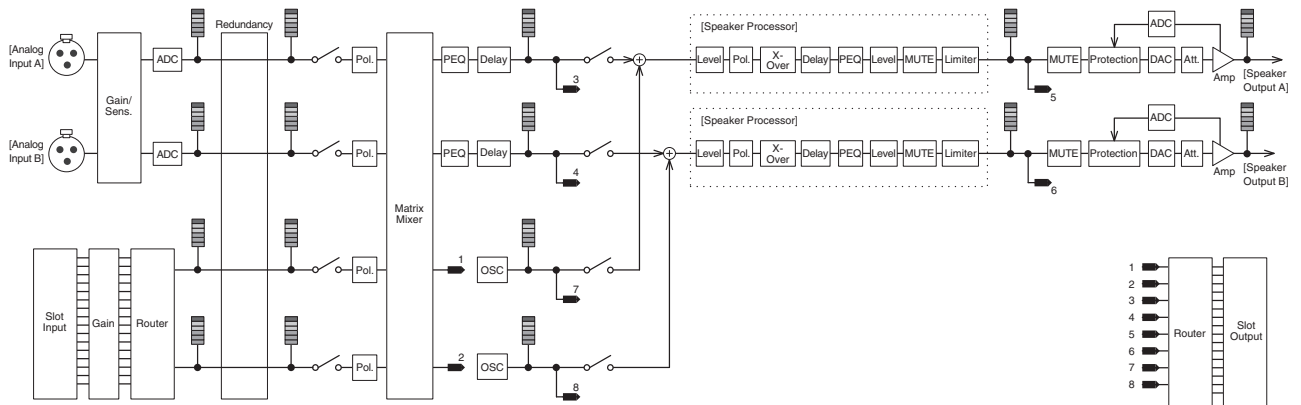 Redundancy
[Speaker Processor]
ADC
[Analog
Input A]
ADC
Pol.
PEQ
Delay
3
Level
Pol.
X-
Over
Delay
PEQ
Level
MUTE
Limiter
5
MUTE
Protection
DAC
Att.
Amp
[Speaker
Output A]
Gain/
Sens.
[Speaker Processor]
ADC
[Analog
Input B]
ADC
Pol.
PEQ
Delay
4
Level
Pol.
X-
Over
Delay
PEQ
Level
MUTE
Limiter
6
MUTE
Protection
DAC
Att.
Amp
[Speaker
Output B]
Matrix
Mixer
Pol.
1
OSC
7
Slot
Input
Gain
Router
Pol.
2
OSC
8
1
2
3
4
5
6
7
8
Router
Slot
Output